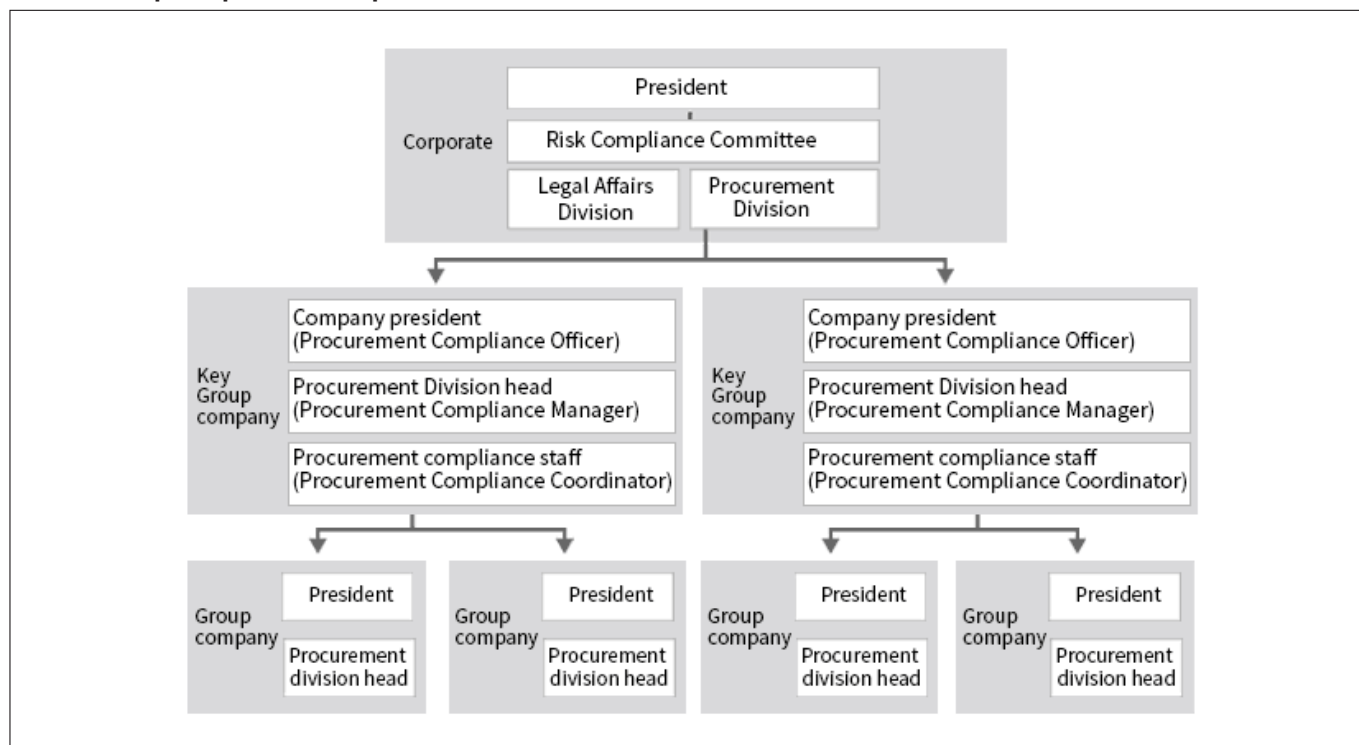 President
Corporate
Risk Compliance Committee
Legal Affairs
Division
Procurement
Division
Key
Group
company
Company president
(Procurement Compliance Officer)
Procurement Division head
(Procurement Compliance Manager)
Procurement compliance staff
(Procurement Compliance Coordinator)
Key
Group
company
Company president
(Procurement Compliance Officer)
Procurement Division head
(Procurement Compliance Manager)
Procurement compliance staff
(Procurement Compliance Coordinator)
Group
company
President
Procurement
division head
Group
company
President
Procurement
division head
Group
company
President
Procurement
division head
Group
company
President
Procurement
division head